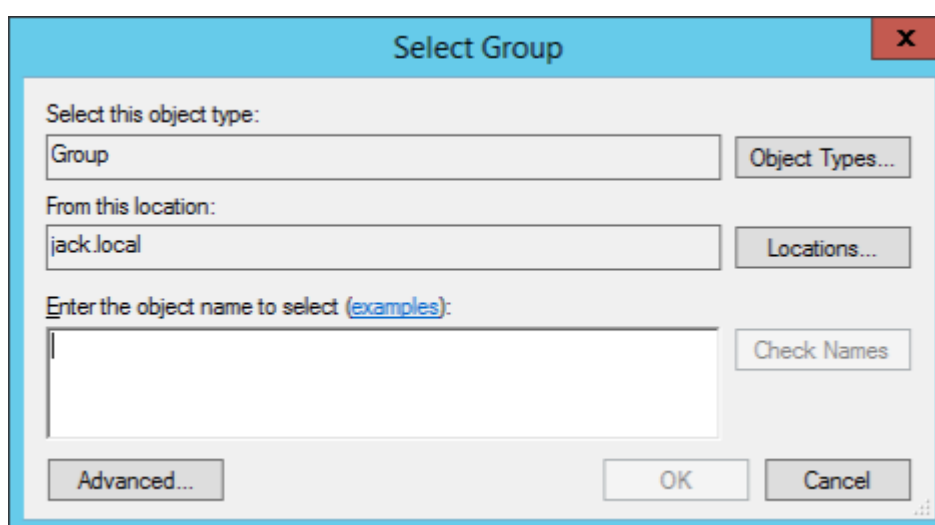 Select Group
x
Select this object type:
Group
Object Types...
From this location:
jack.local
Locations...
Enter the object name to select (examples):
Check Names
Advanced...
OK
Cancel